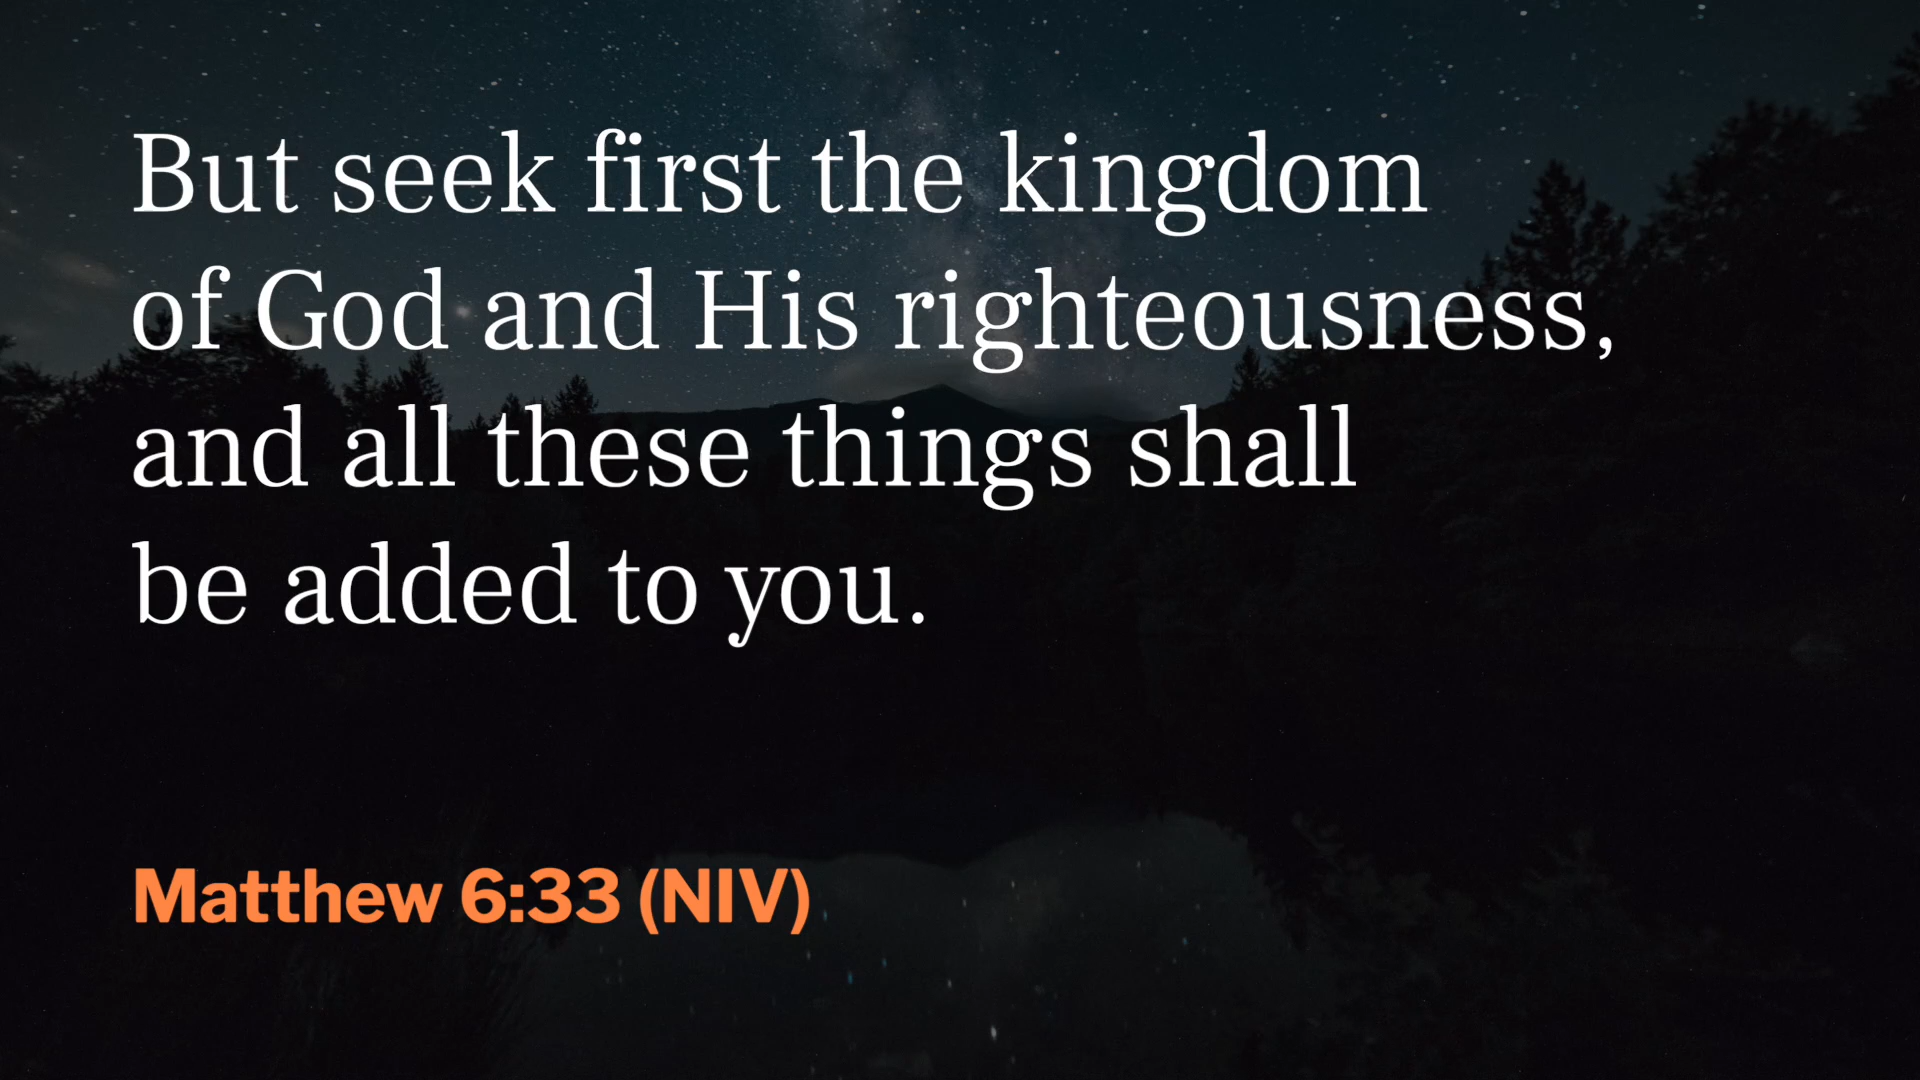 But seek first the kingdom
of God and His righteousness,
and all these things shall
be added to you.
Matthew 6:33 (NIV)